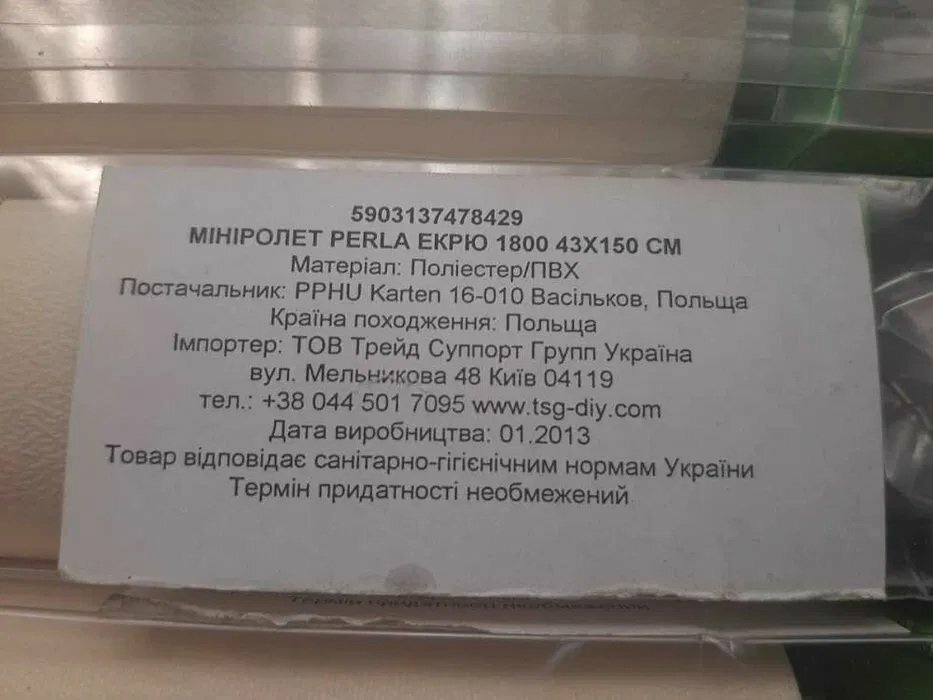 5903137478429
МІНІРОЛЕТ PERLA ЕКРЮ 1800 43X150 СМ
Матеріал: Поліестер/ПВХ
Постачальник: PPHU Karten 16-010 Васільков, Польща
Країна походження: Польща
Імпортер: ТОВ Трейд Суппорт Групп Україна
вул. Мельникова 48 Київ 04119
тел.: +38 044 501 7095 www.tsg-diy.com
Дата виробництва: 01.2013
Товар відповідає санітарно-гігієнічним нормам України
Термін придатності необмежений